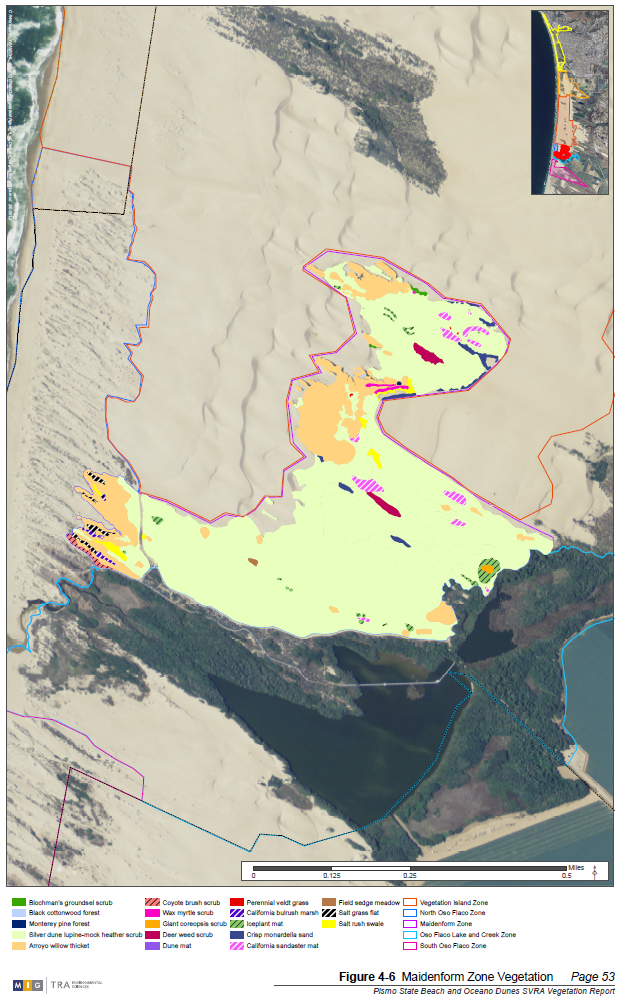 Miles
0 0.125 0.25 0.5
Blochman's groundsel scrub
Black cottonwood forest
Monterey pine forest
Silver dune lupine-mock heather scrub
Arroyo willow thicket
Coyote brush scrub
Wax myrtle scrub
Giant coreopsis scrub
Deer weed scrub
Dune mat
Perennial veldt grass
California bulrush marsh
Iceplant mat
Crisp monardella sand
California sandaster mat
Field sedge meadow
Salt grass flat
Salt rush swale
Vegetation Island Zone
North Oso Flaco Zone
Maidenform Zone
Oso Flaco Lake and Creek Zone
South Oso Flaco Zone
MIG | TRA ENVIRONMENTAL
SCIENCES
Figure 4-6 Maidenform Zone Vegetation Page 53
Pismo State Beach and Oceano Dunes SVRA Vegetation Report